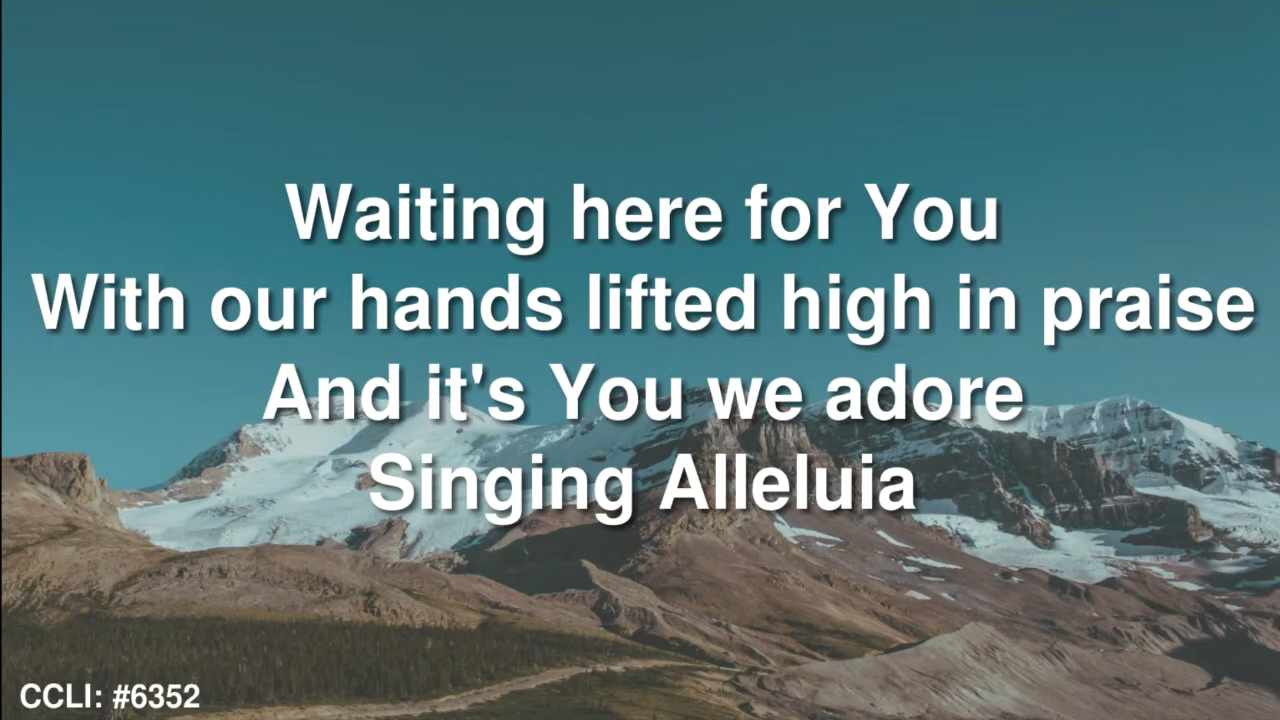 Waiting here for You
With our hands lifted high in praise
And it's You we adore
Singing Alleluia
CCLI: #6352